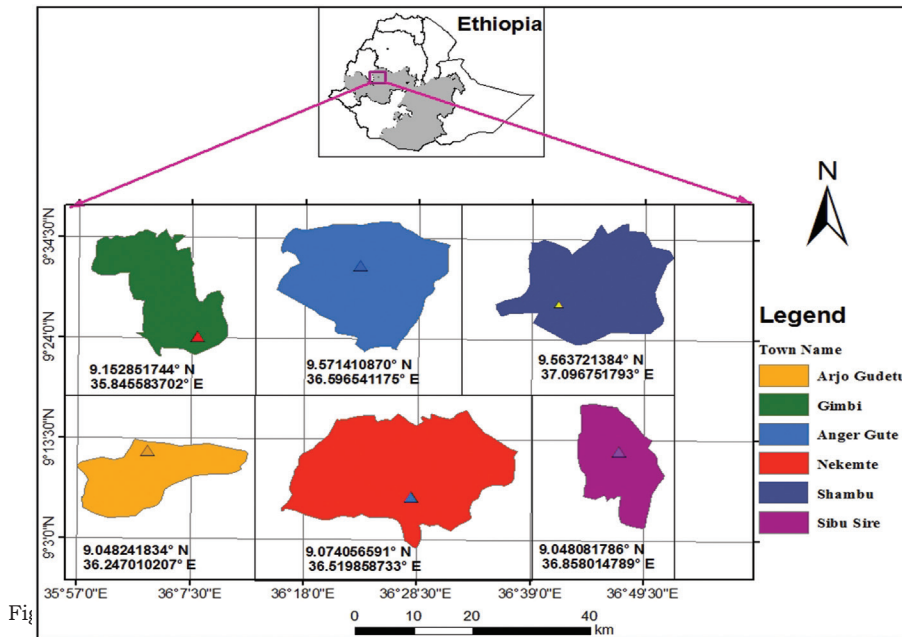 Ethiopia
N
9°34'30"N
9°24'0"N
9.152851744° N
35.845583702° E
9.571410870° N
36.596541175° E
9.563721384° N
37.096751793° E
9°13'30"N
9°3'0"N
9.048241834° N
36.247010207° E
9.074056591° N
36.519858733° E
9.048081786° N
36.858014789° E
35°57'0"E 36°7'30"E 36°18'0"E 36°28'30"E 36°39'0"E 36°49'30"E
Legend
Town Name
Arjo Gudetu
Gimbi
Anger Gute
Nekemte
Shambu
Sibu Sire
0 10 20 40
km